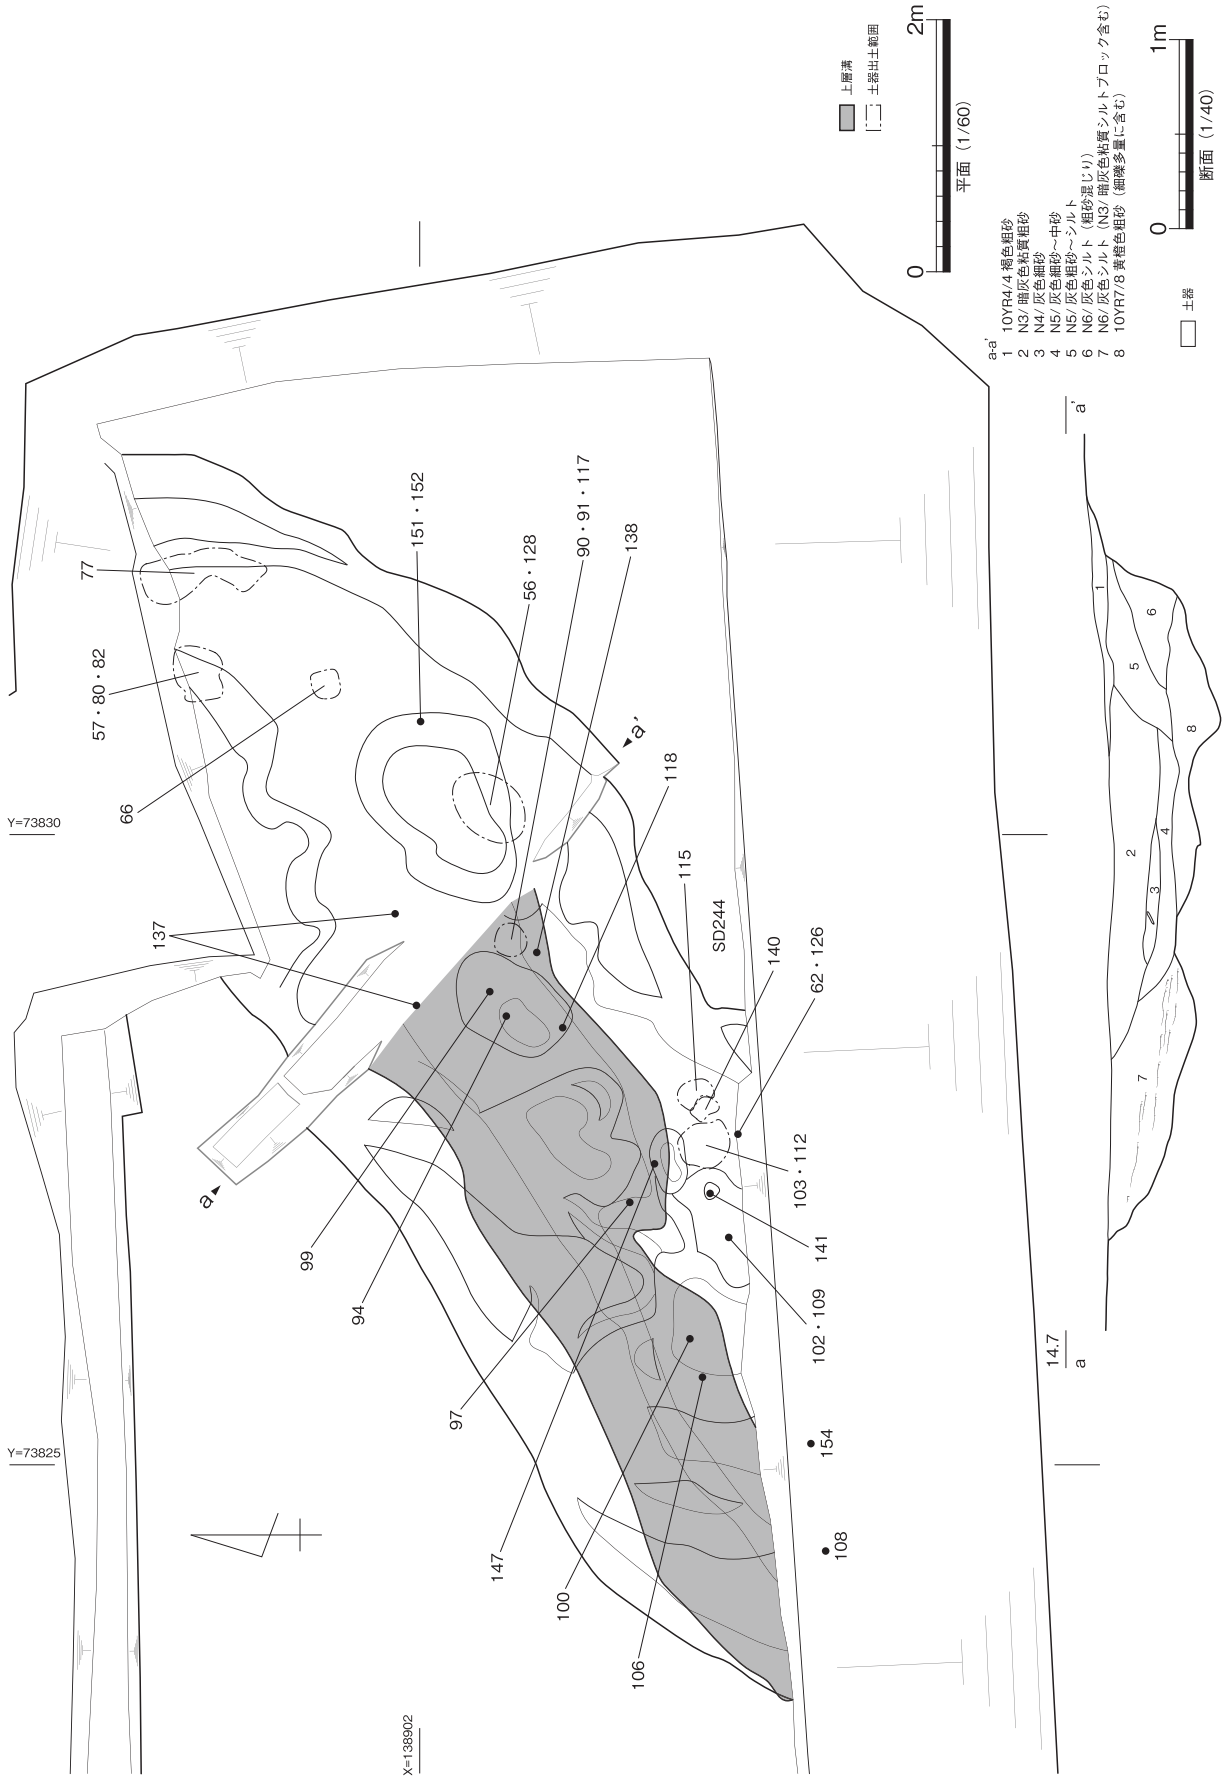 上層溝
土器出土範囲
0
2m
平面（1/60）
a-a’
1 10YR4/4 褐色粗砂
2 N3/ 暗灰色粘質粗砂
3 N4/ 灰色細砂
4 N5/ 灰色細砂～中砂
5 N5/ 灰色粗砂～シルト
6 N6/ 灰色シルト（粗砂混じり）
7 N6/ 灰色シルト（N3/ 暗灰色粘質シルトブロック含む）
8 10YR7/8 黄橙色粗砂（細礫多量に含む）
0
1m
断面（1/40）
土器
77
57・80・82
66
151・152
56・128
90・91・117
138
118
a’
Y=73830
137
115
SD244
140
62・126
a
99
94
103・112
141
102・109
97
147
100
106
154
108
Y=73825
X=138902
14.7
a
a’
1
2
3
4
5
6
7
8